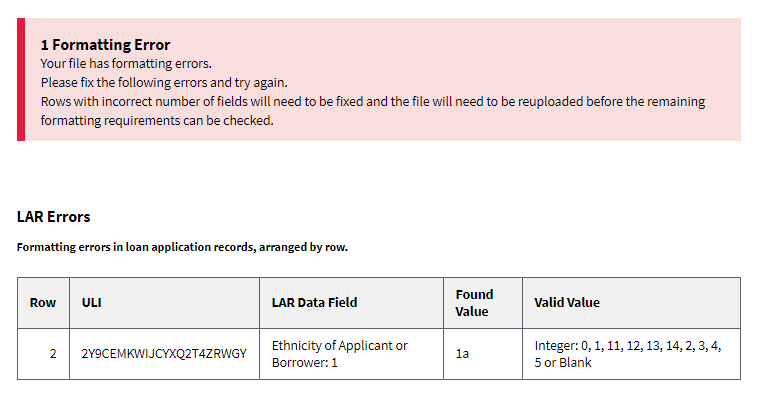 1 Formatting Error
Your file has formatting errors.
Please fix the following errors and try again.
Rows with incorrect number of fields will need to be fixed and the file will need to be reuploaded before the remaining
formatting requirements can be checked.
LAR Errors
Formatting errors in loan application records, arranged by row.
Row ULI LAR Data Field Found Value Valid Value
2 2Y9CEMKWIJCYXQ2T4ZRWGY Ethnicity of Applicant or Borrower: 1 1a Integer: 0, 1, 11, 12, 13, 14, 2, 3, 4, 5 or Blank